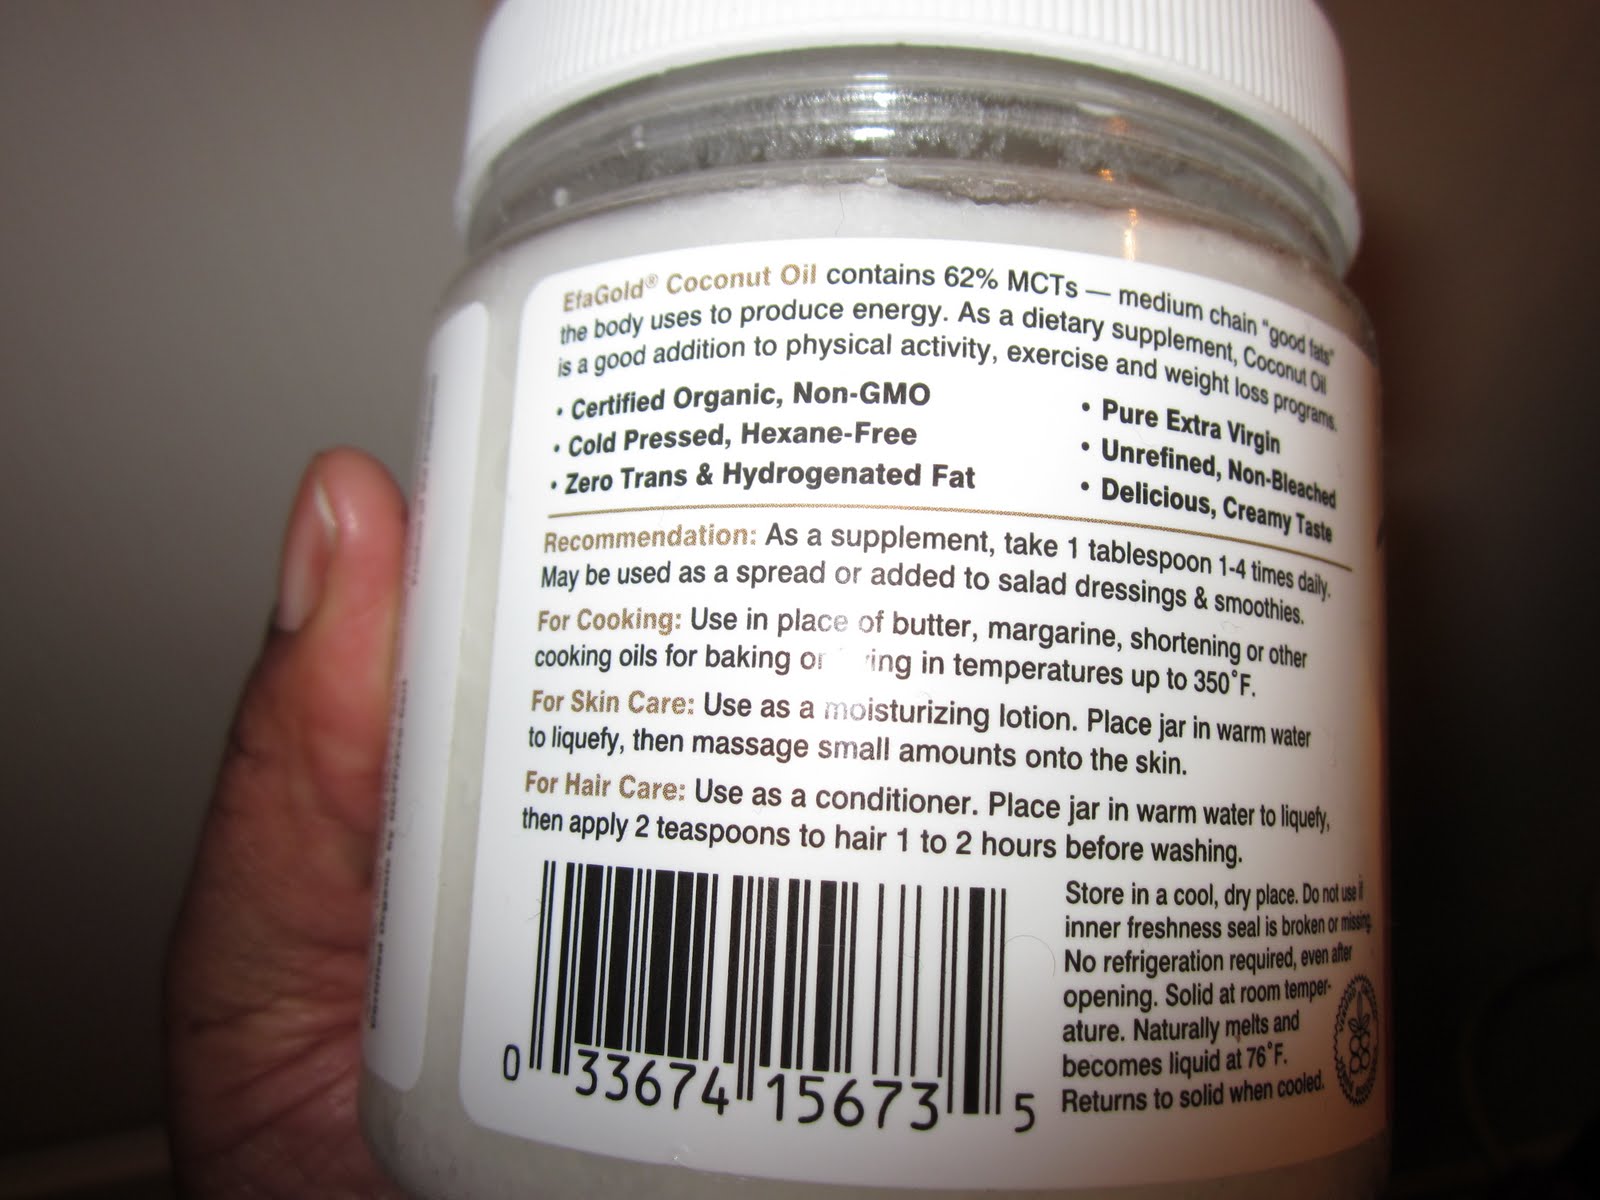 EfaGold® Coconut Oil contains 62% MCTs — medium chain "good fats"
the body uses to produce energy. As a dietary supplement, Coconut Oil
is a good addition to physical activity, exercise and weight loss programs.
• Certified Organic, Non-GMO
• Cold Pressed, Hexane-Free
• Zero Trans & Hydrogenated Fat
• Pure Extra Virgin
• Unrefined, Non-Bleached
• Delicious, Creamy Taste
Recommendation: As a supplement, take 1 tablespoon 1-4 times daily.
May be used as a spread or added to salad dressings & smoothies.
For Cooking: Use in place of butter, margarine, shortening or other
cooking oils for baking or in temperatures up to 350°F.
For Skin Care: Use as a moisturizing lotion. Place jar in warm water
to liquefy, then massage small amounts onto the skin.
For Hair Care: Use as a conditioner. Place jar in warm water to liquefy,
then apply 2 teaspoons to hair 1 to 2 hours before washing.
0 33674 15673 5
Store in a cool, dry place. Do not use if
inner freshness seal is broken or missing.
No refrigeration required, even after
opening. Solid at room temper-
ature. Naturally melts and
becomes liquid at 76°F.
Returns to solid when cooled.